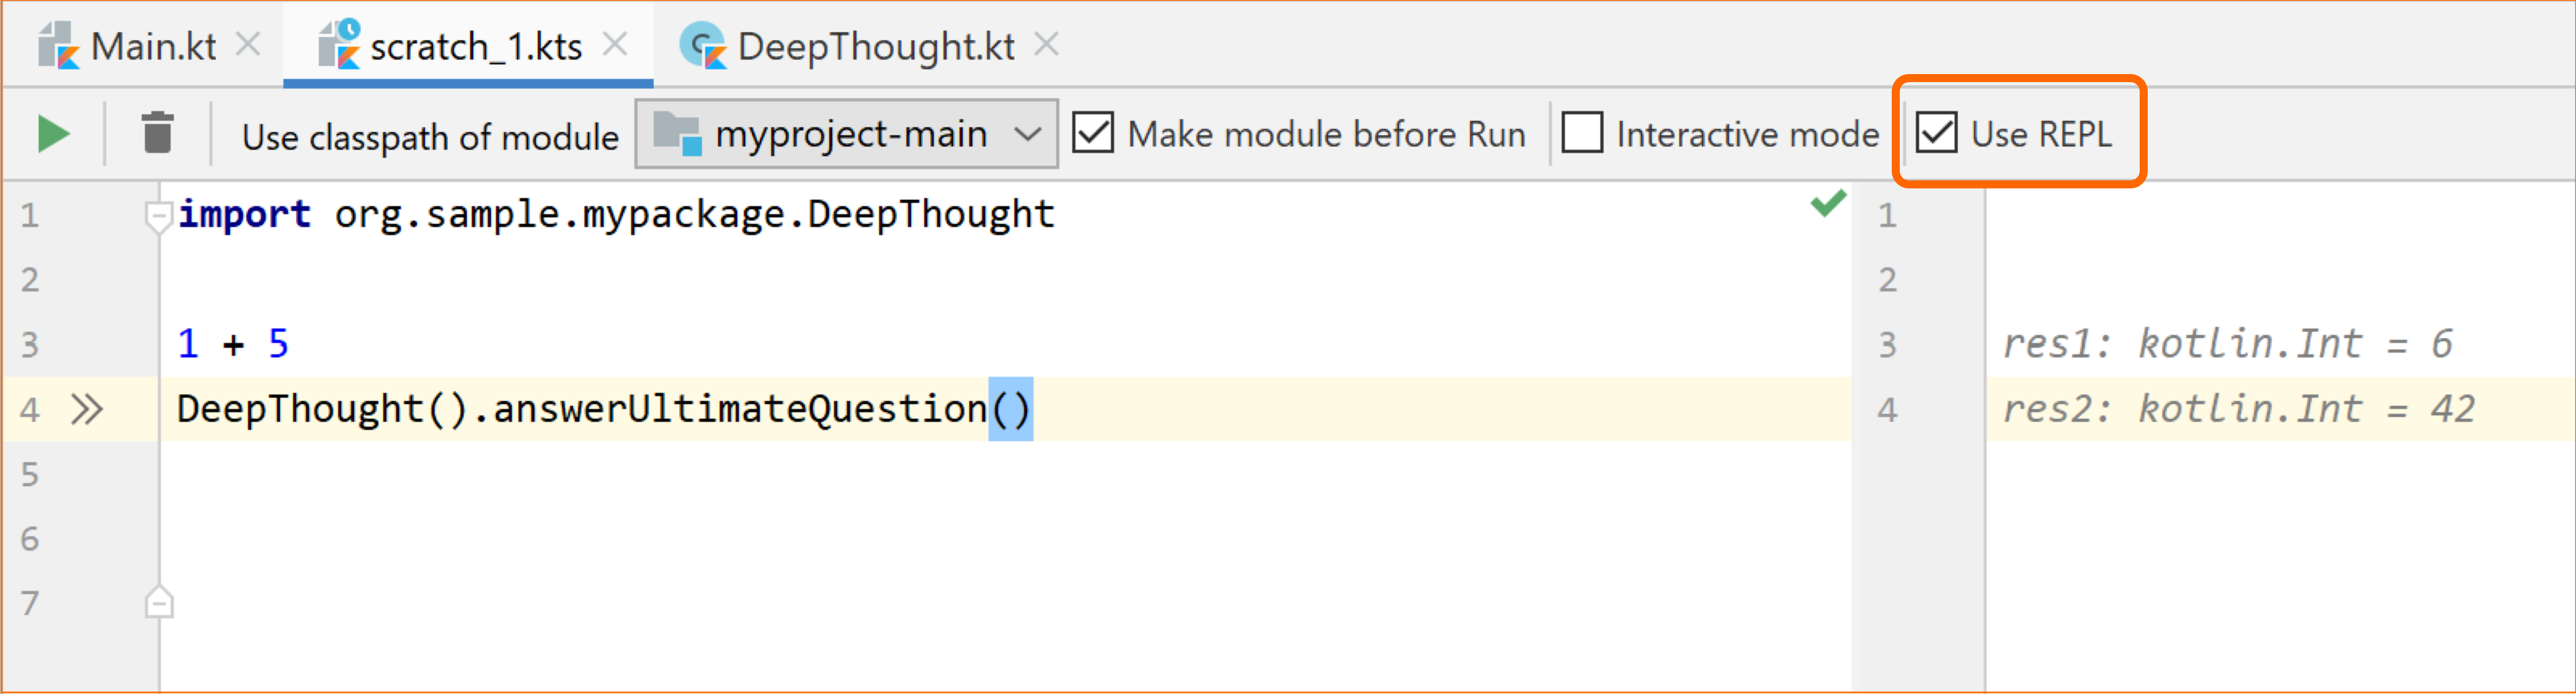 Main.kt scratch_1.kts DeepThought.kt
Use classpath of module myproject-main Make module before Run Interactive mode Use REPL
1 import org.sample.mypackage.DeepThought 1
2 2
3 1 + 5 3 res1: kotlin.Int = 6
4 DeepThought().answerUltimateQuestion() 4 res2: kotlin.Int = 42
5
6
7